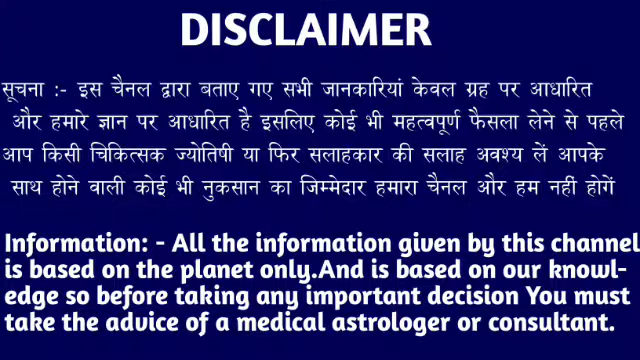 DISCLAIMER
सूचना :- इस चैनल द्वारा बताए गए सभी जानकारियां केवल ग्रह पर आधारित
और हमारे ज्ञान पर आधारित है इसलिए कोई भी महत्वपूर्ण फैसला लेने से पहले
आप किसी चिकित्सक ज्योतिषी या फिर सलाहकार की सलाह अवश्य लें आपके
साथ होने वाली कोई भी नुकसान का जिम्मेदार हमारा चैनल और हम नहीं होगें
Information: - All the information given by this channel
is based on the planet only.And is based on our knowl-
edge so before taking any important decision You must
take the advice of a medical astrologer or consultant.